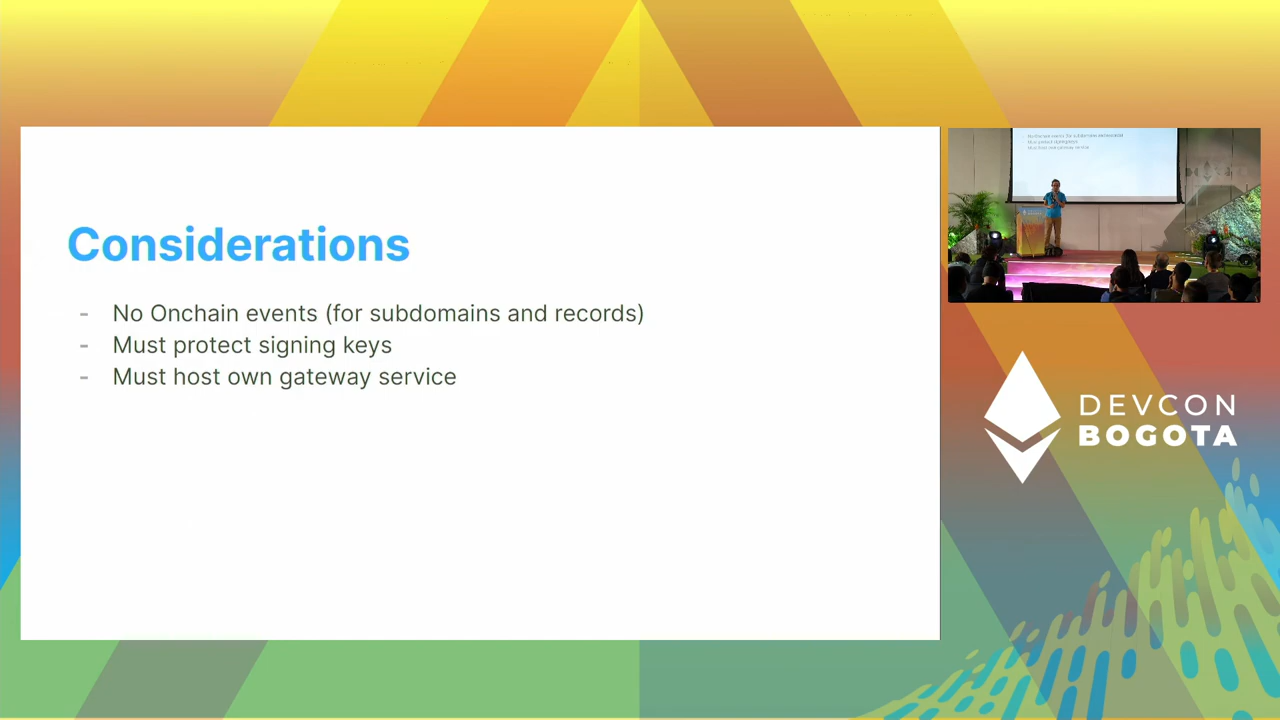 Considerations
- No Onchain events (for subdomains and records)
- Must protect signing keys
- Must host own gateway service
DEVCON
BOGOTA